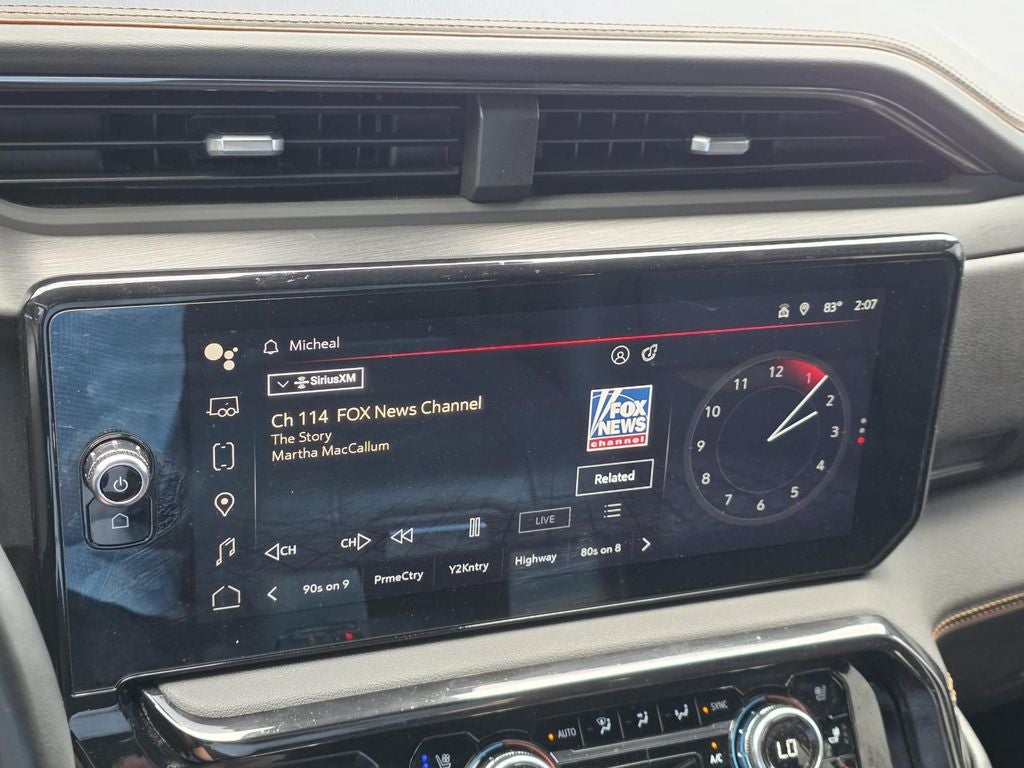 83° 2:07
Micheal
SiriusXM
Ch 114 FOX News Channel
The Story
Martha MacCallum
FOX
NEWS
channel
Related
12
1
2
3
4
5
6
7
8
9
10
11
CH
CH
LIVE
90s on 9
PrmeCtry
Y2Kntry
Highway
80s on 8
AUTO
SYNC
A/C
LO